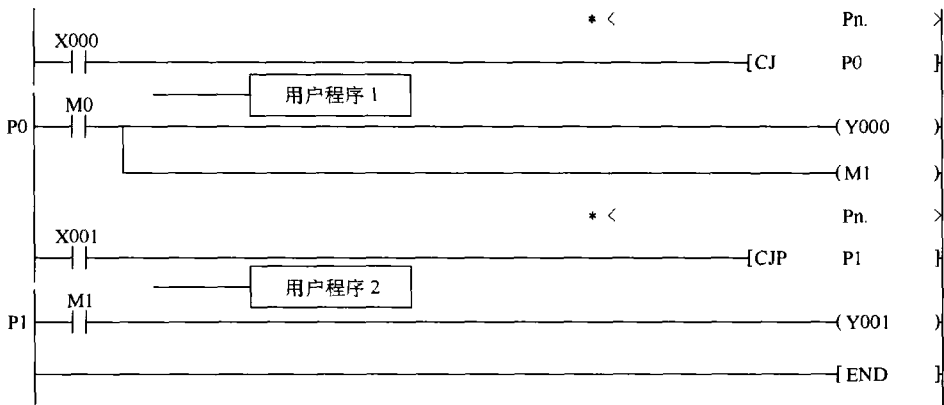 * < Pn. >
X000
[CJ P0 ]
用户程序 1
M0
P0
(Y000 )
(M1 )
* < Pn. >
X001
[CJP P1 ]
用户程序 2
M1
P1
(Y001 )
[END ]